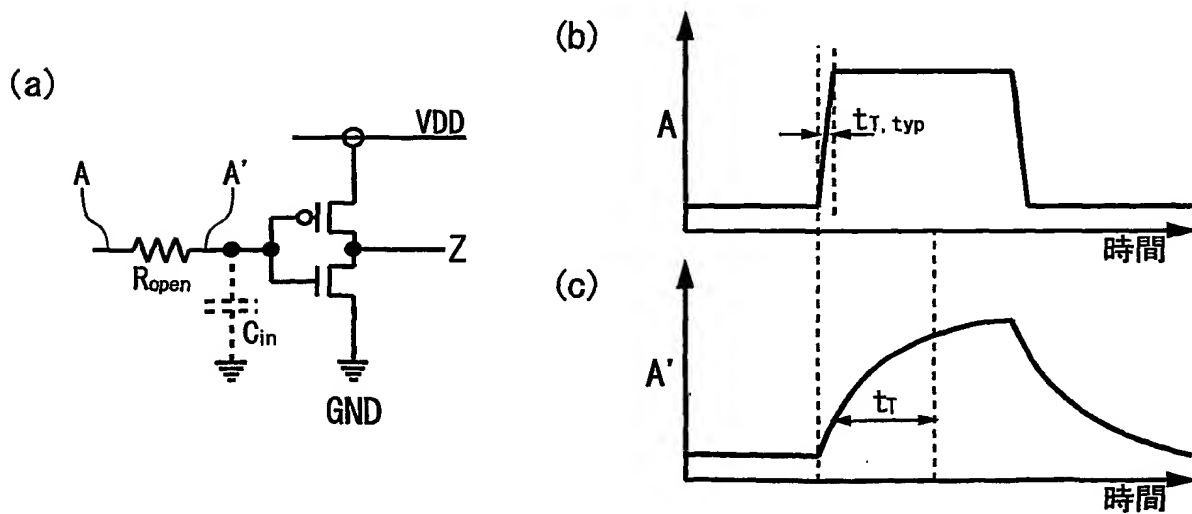 (a)
VDD
A
A'
Ropen
Cin
Z
GND
(b)
A
tT, typ
時間
(c)
A'
tT
時間